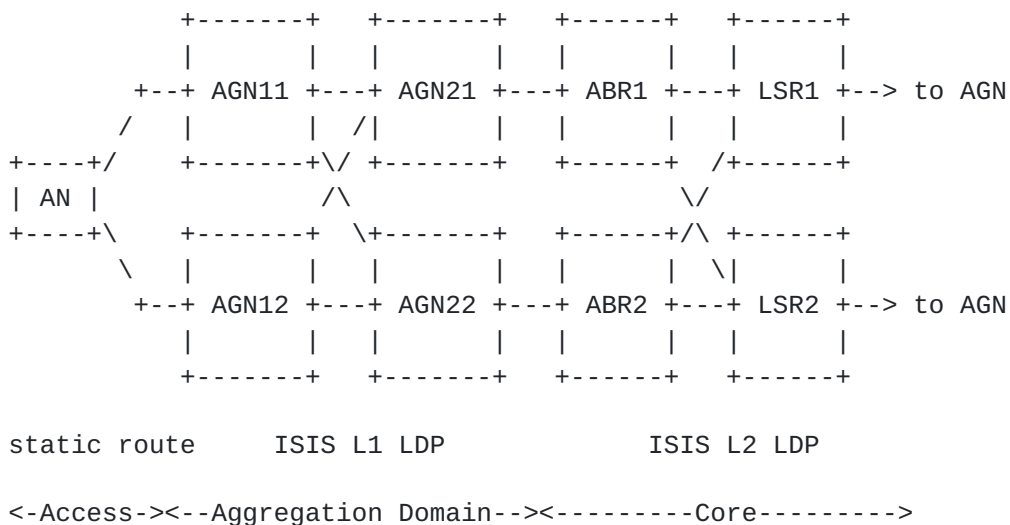 AGN11 AGN21 ABR1 LSR1 to AGN
AN
AGN12 AGN22 ABR2 LSR2 to AGN
static route ISIS L1 LDP ISIS L2 LDP
<-Access-><--Aggregation Domain--><---------Core--------->